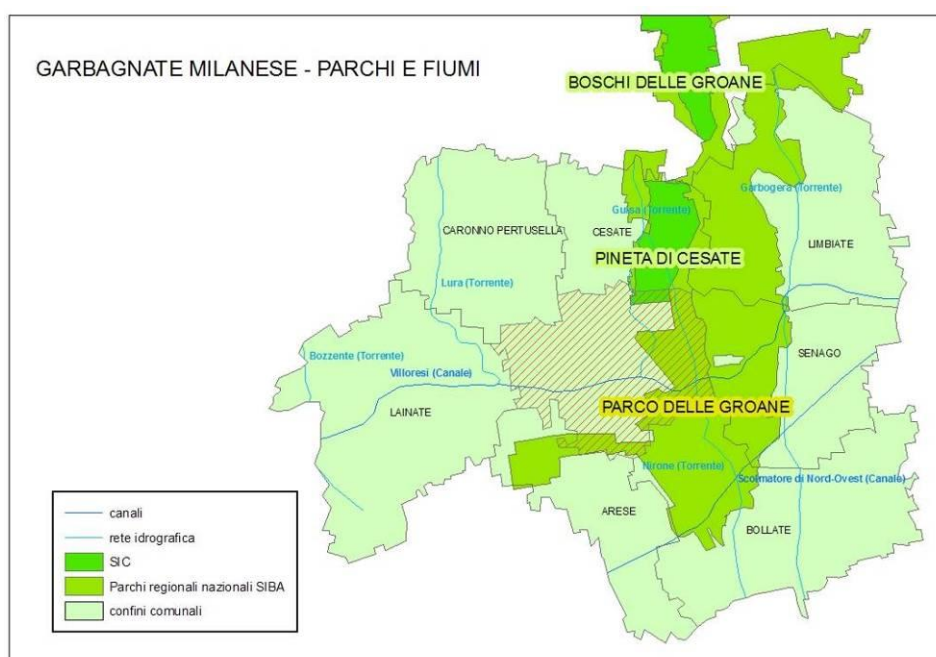 GARBAGNATE MILANESE - PARCHI E FIUMI
BOSCHI DELLE GROANE
Garbogera (Torrente)
Guisa (Torrente)
CARONNO PERTUSELLA
CESATE
LIMBIATE
PINETA DI CESATE
Lura (Torrente)
Bozzente (Torrente)
SENAGO
Villoresi (Canale)
LAINATE
PARCO DELLE GROANE
Nirone (Torrente)
Scolmatore di Nord-Ovest (Canale)
ARESE
BOLLATE
canali
rete idrografica
SIC
Parchi regionali nazionali SIBA
confini comunali